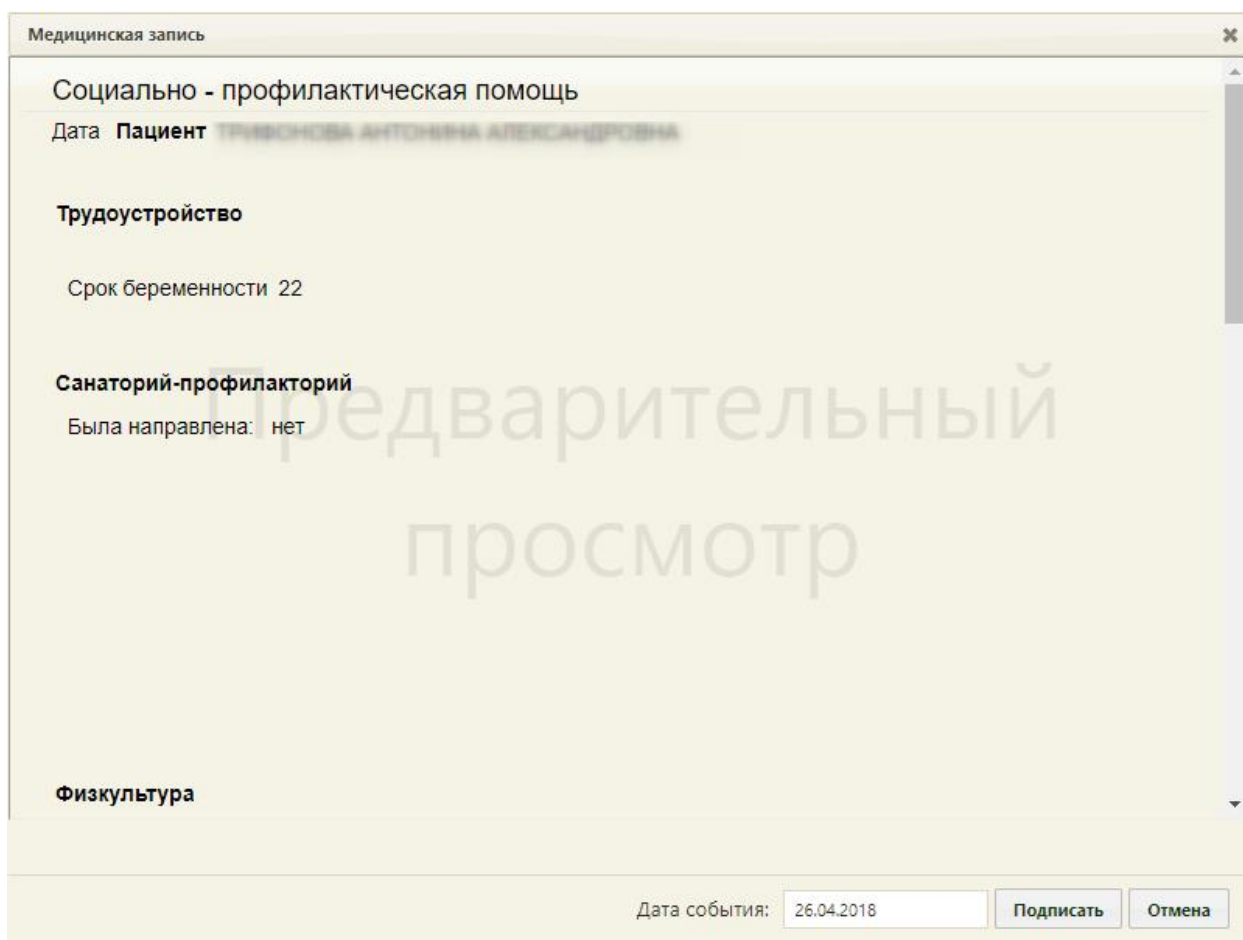 Медицинская запись
Социально - профилактическая помощь
Дата Пациент
Трудоустройство
Срок беременности 22
Санаторий-профилакторий
Была направлена: нет
Предварительный
просмотр
Физкультура
Дата события: 26.04.2018 Подписать Отмена